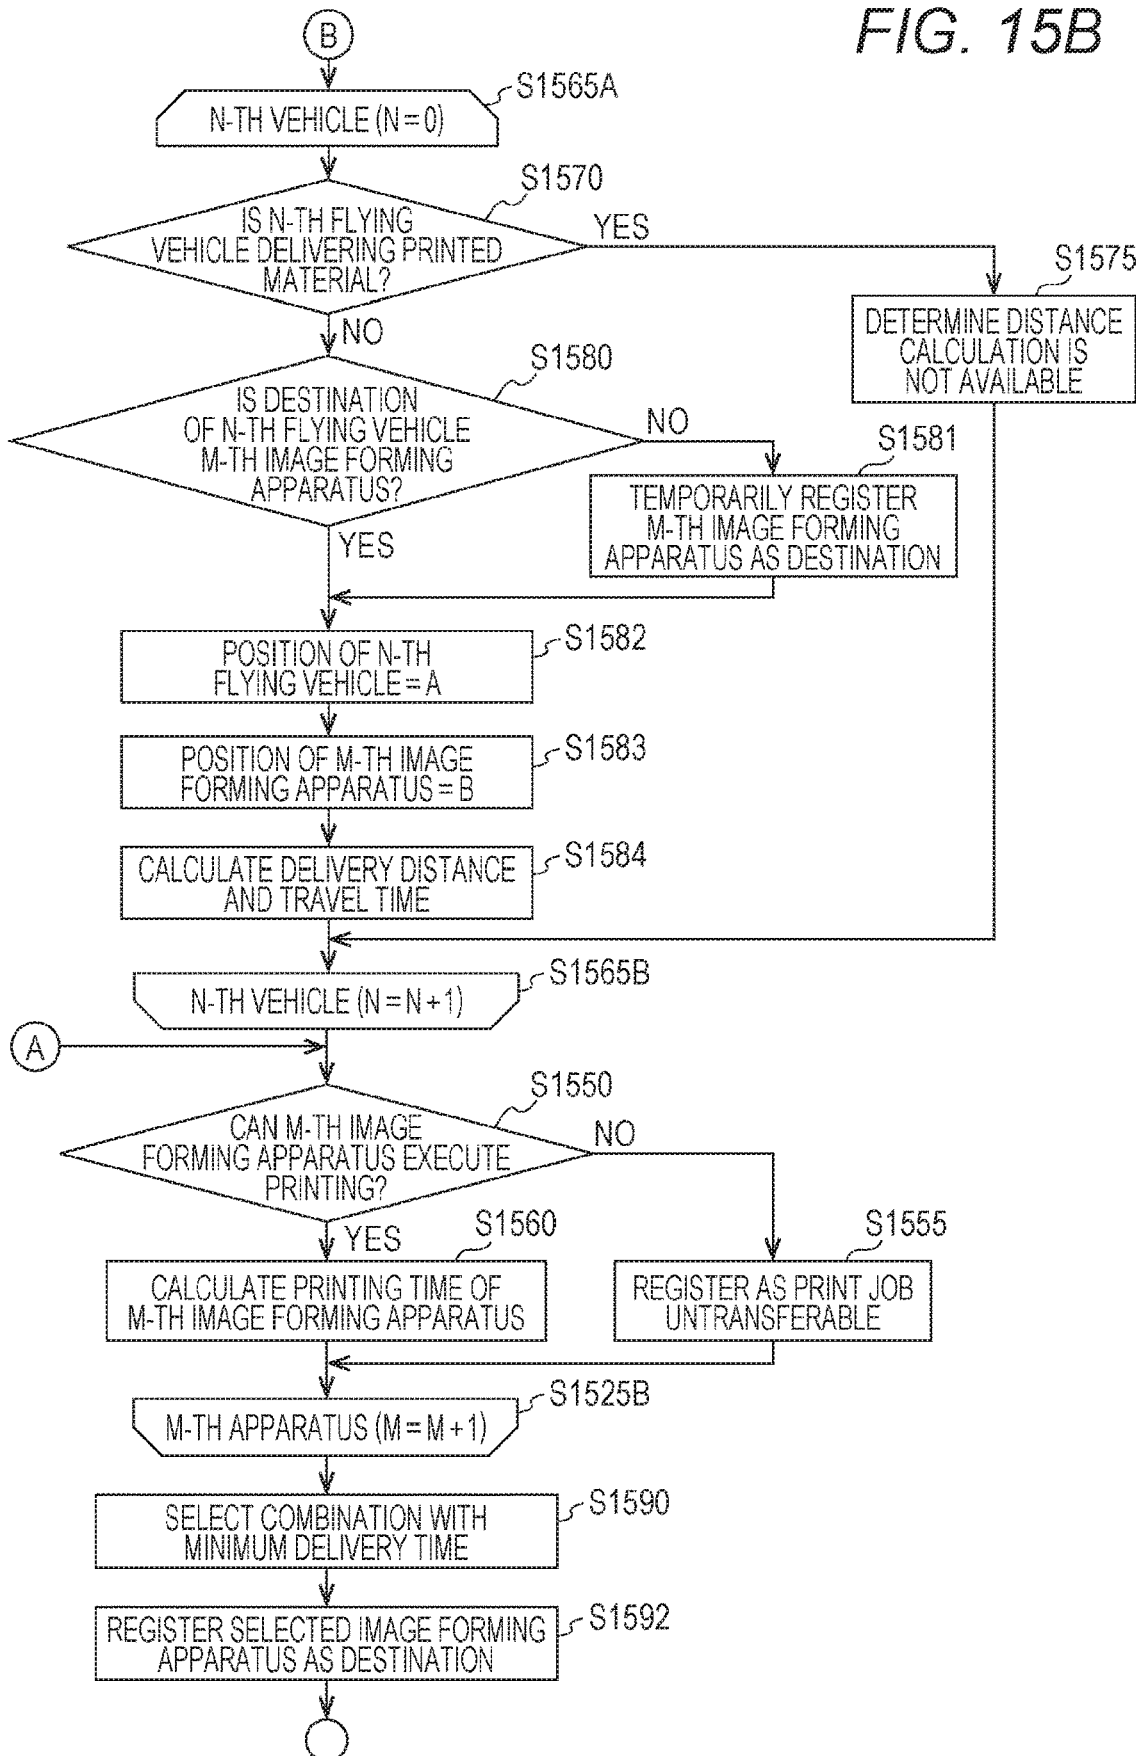 FIG. 15B
B
S1565A
N-TH VEHICLE (N=0)
S1570
IS N-TH FLYING
VEHICLE DELIVERING PRINTED
MATERIAL?
YES
S1575
DETERMINE DISTANCE
CALCULATION IS
NOT AVAILABLE
NO
S1580
IS DESTINATION
OF N-TH FLYING VEHICLE
M-TH IMAGE FORMING
APPARATUS?
NO
S1581
TEMPORARILY REGISTER
M-TH IMAGE FORMING
APPARATUS AS DESTINATION
YES
S1582
POSITION OF N-TH
FLYING VEHICLE = A
S1583
POSITION OF M-TH IMAGE
FORMING APPARATUS = B
S1584
CALCULATE DELIVERY DISTANCE
AND TRAVEL TIME
S1565B
N-TH VEHICLE (N = N + 1)
A
S1550
CAN M-TH IMAGE
FORMING APPARATUS EXECUTE
PRINTING?
NO
YES
S1560
CALCULATE PRINTING TIME OF
M-TH IMAGE FORMING APPARATUS
S1555
REGISTER AS PRINT JOB
UNTRANSFERABLE
S1525B
M-TH APPARATUS (M = M + 1)
S1590
SELECT COMBINATION WITH
MINIMUM DELIVERY TIME
S1592
REGISTER SELECTED IMAGE FORMING
APPARATUS AS DESTINATION